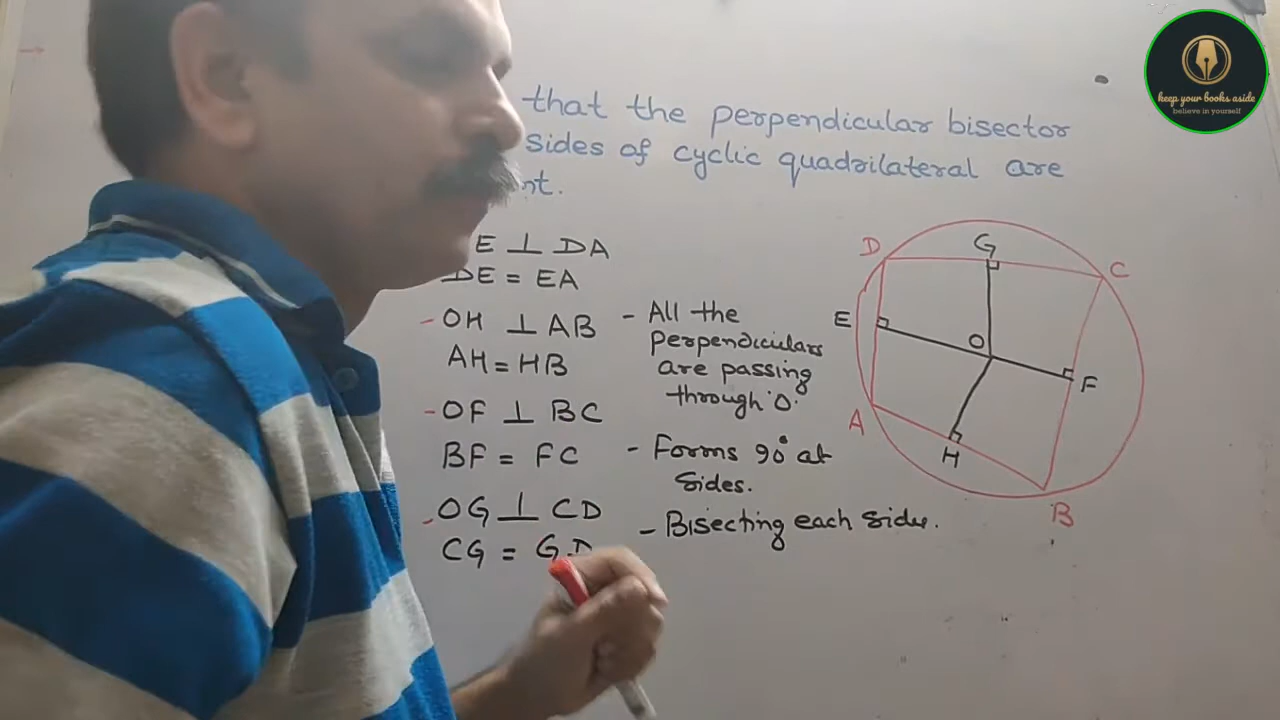 that the perpendicular bisector
sides of cyclic quadrilateral are
nt.
E ⊥ DA
DE = EA
- OH ⊥ AB
AH = HB
- OF ⊥ BC
BF = FC
- OG ⊥ CD
CG = GD
- All the
perpendiculars
are passing
through 'O'
- Forms 90° at
sides.
- Bisecting each side.
D
G
C
E
O
F
A
H
B
keep your books aside
believe in yourself